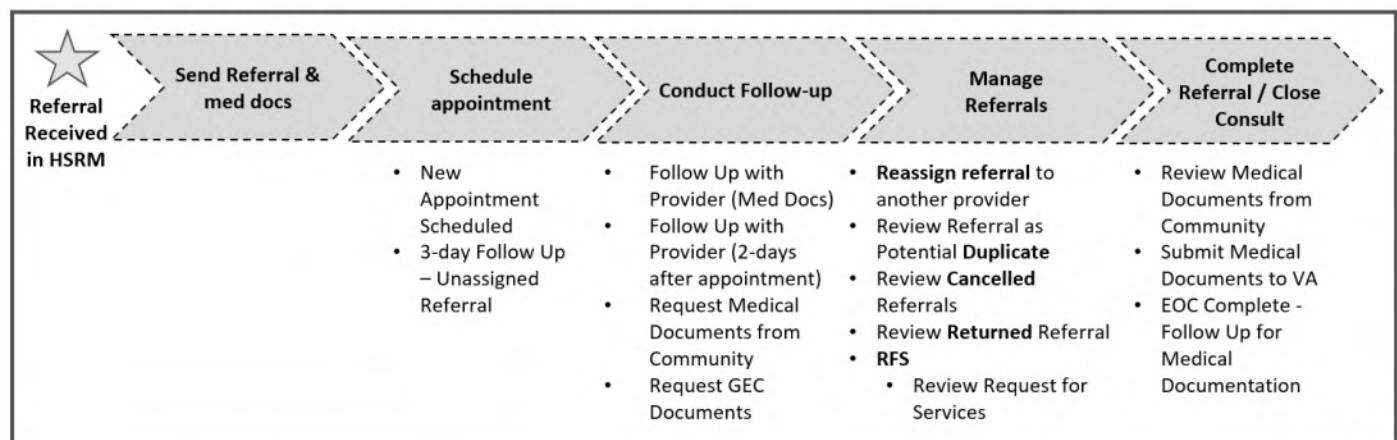 Referral
Received
in HSRM
Send Referral &
med docs
Schedule
appointment
Conduct Follow-up
Manage
Referrals
Complete
Referral / Close
Consult
• New
Appointment
Scheduled
• 3-day Follow Up
– Unassigned
Referral
• Follow Up with
Provider (Med Docs)
• Follow Up with
Provider (2-days
after appointment)
• Request Medical
Documents from
Community
• Request GEC
Documents
• Reassign referral to
another provider
• Review Referral as
Potential Duplicate
• Review Cancelled
Referrals
• Review Returned Referral
• RFS
• Review Request for
Services
• Review Medical
Documents from
Community
• Submit Medical
Documents to VA
• EOC Complete -
Follow Up for
Medical
Documentation